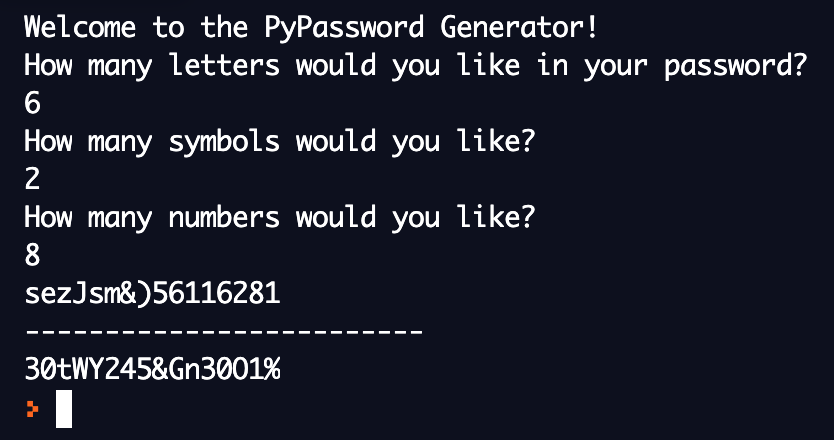 Welcome to the PyPassword Generator!
How many letters would you like in your password?
6
How many symbols would you like?
2
How many numbers would you like?
8
sezJsm&)56116281
-------------------------
30tWY245&Gn30O1%
>